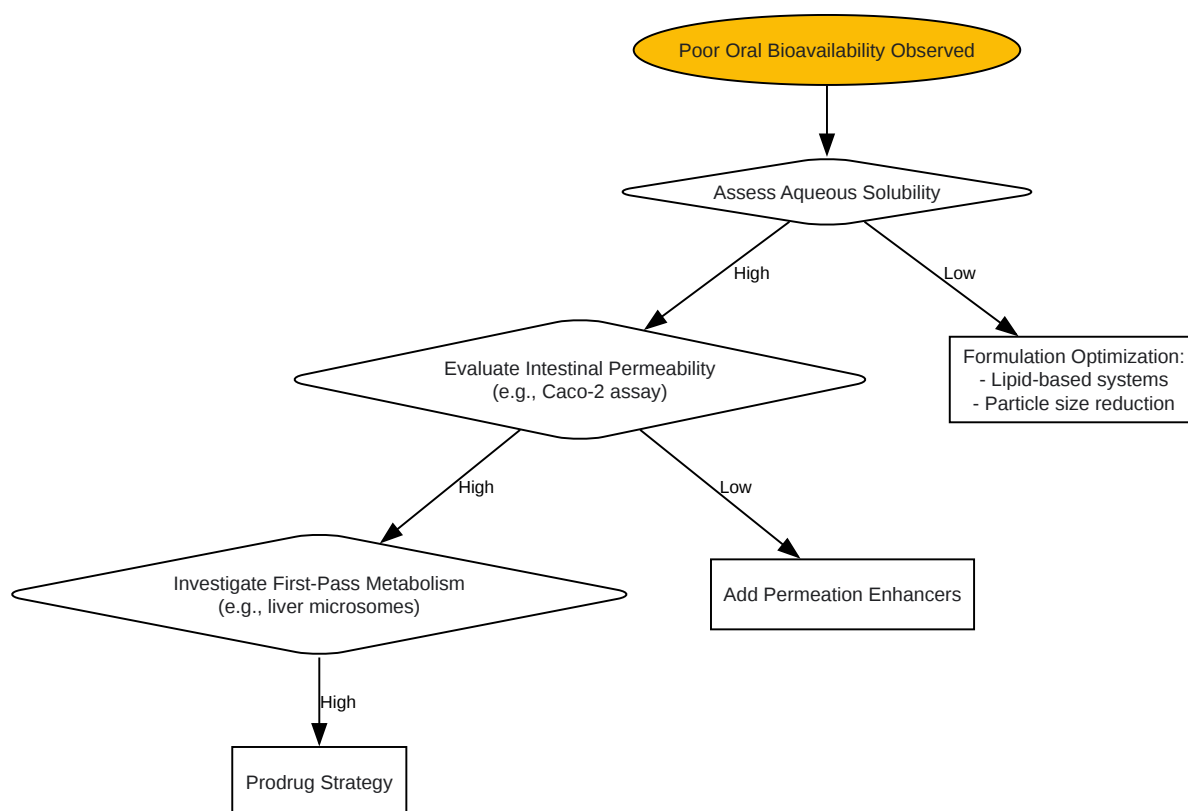 Poor Oral Bioavailability Observed
Assess Aqueous Solubility
High
Low
Evaluate Intestinal Permeability
(e.g., Caco-2 assay)
Formulation Optimization:
- Lipid-based systems
- Particle size reduction
High
Low
Investigate First-Pass Metabolism
(e.g., liver microsomes)
Add Permeation Enhancers
High
Prodrug Strategy